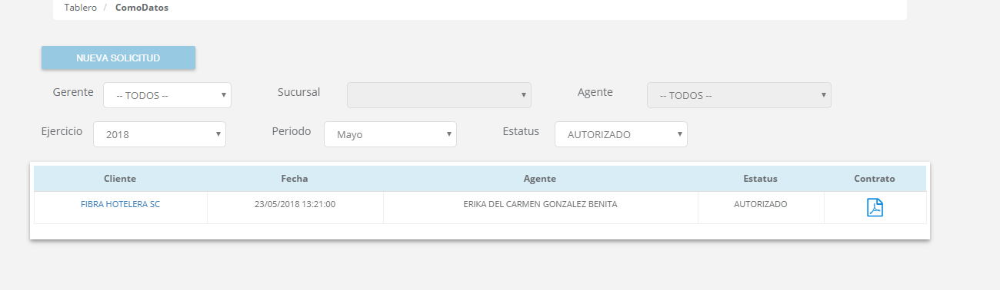 Tablero / ComoDatos
NUEVA SOLICITUD
Gerente -- TODOS -- Sucursal Agente -- TODOS --
Ejercicio 2018 Periodo Mayo Estatus AUTORIZADO
Cliente Fecha Agente Estatus Contrato
FIBRA HOTELERA SC 23/05/2018 13:21:00 ERIKA DEL CARMEN GONZALEZ BENITA AUTORIZADO